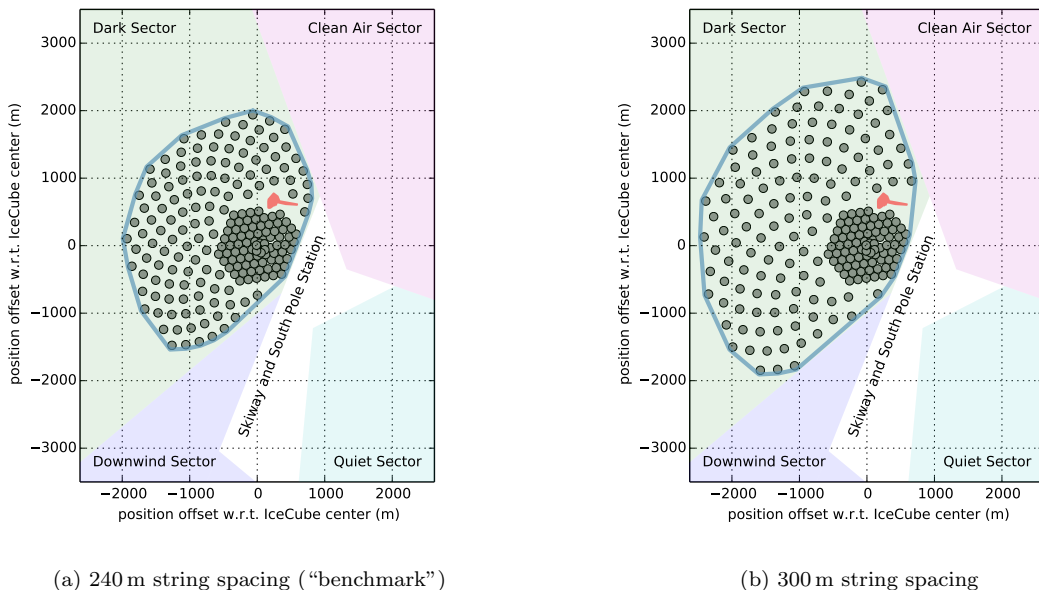 Dark Sector
Clean Air Sector
3000
2000
1000
0
−1000
−2000
−3000
position offset w.r.t. IceCube center (m)
Skiway and South Pole Station
Downwind Sector
Quiet Sector
−2000
−1000
0
1000
2000
position offset w.r.t. IceCube center (m)
(a) 240 m string spacing (“benchmark”)
Dark Sector
Clean Air Sector
3000
2000
1000
0
−1000
−2000
−3000
position offset w.r.t. IceCube center (m)
Skiway and South Pole Station
Downwind Sector
Quiet Sector
−2000
−1000
0
1000
2000
position offset w.r.t. IceCube center (m)
(b) 300 m string spacing